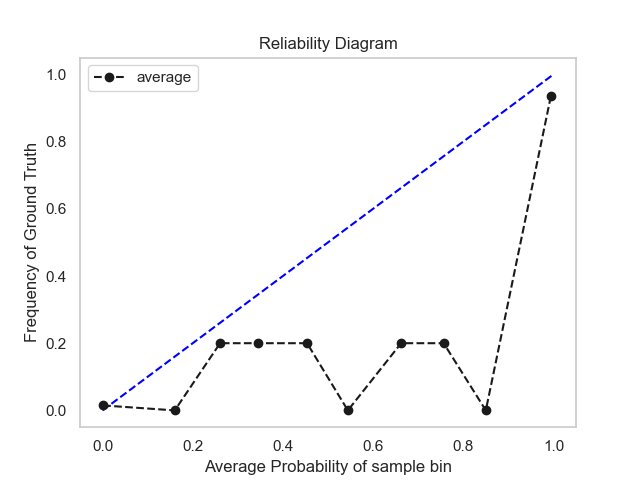 Reliability Diagram
average
1.0
0.8
0.6
0.4
0.2
0.0
Frequency of Ground Truth
0.0 0.2 0.4 0.6 0.8 1.0
Average Probability of sample bin